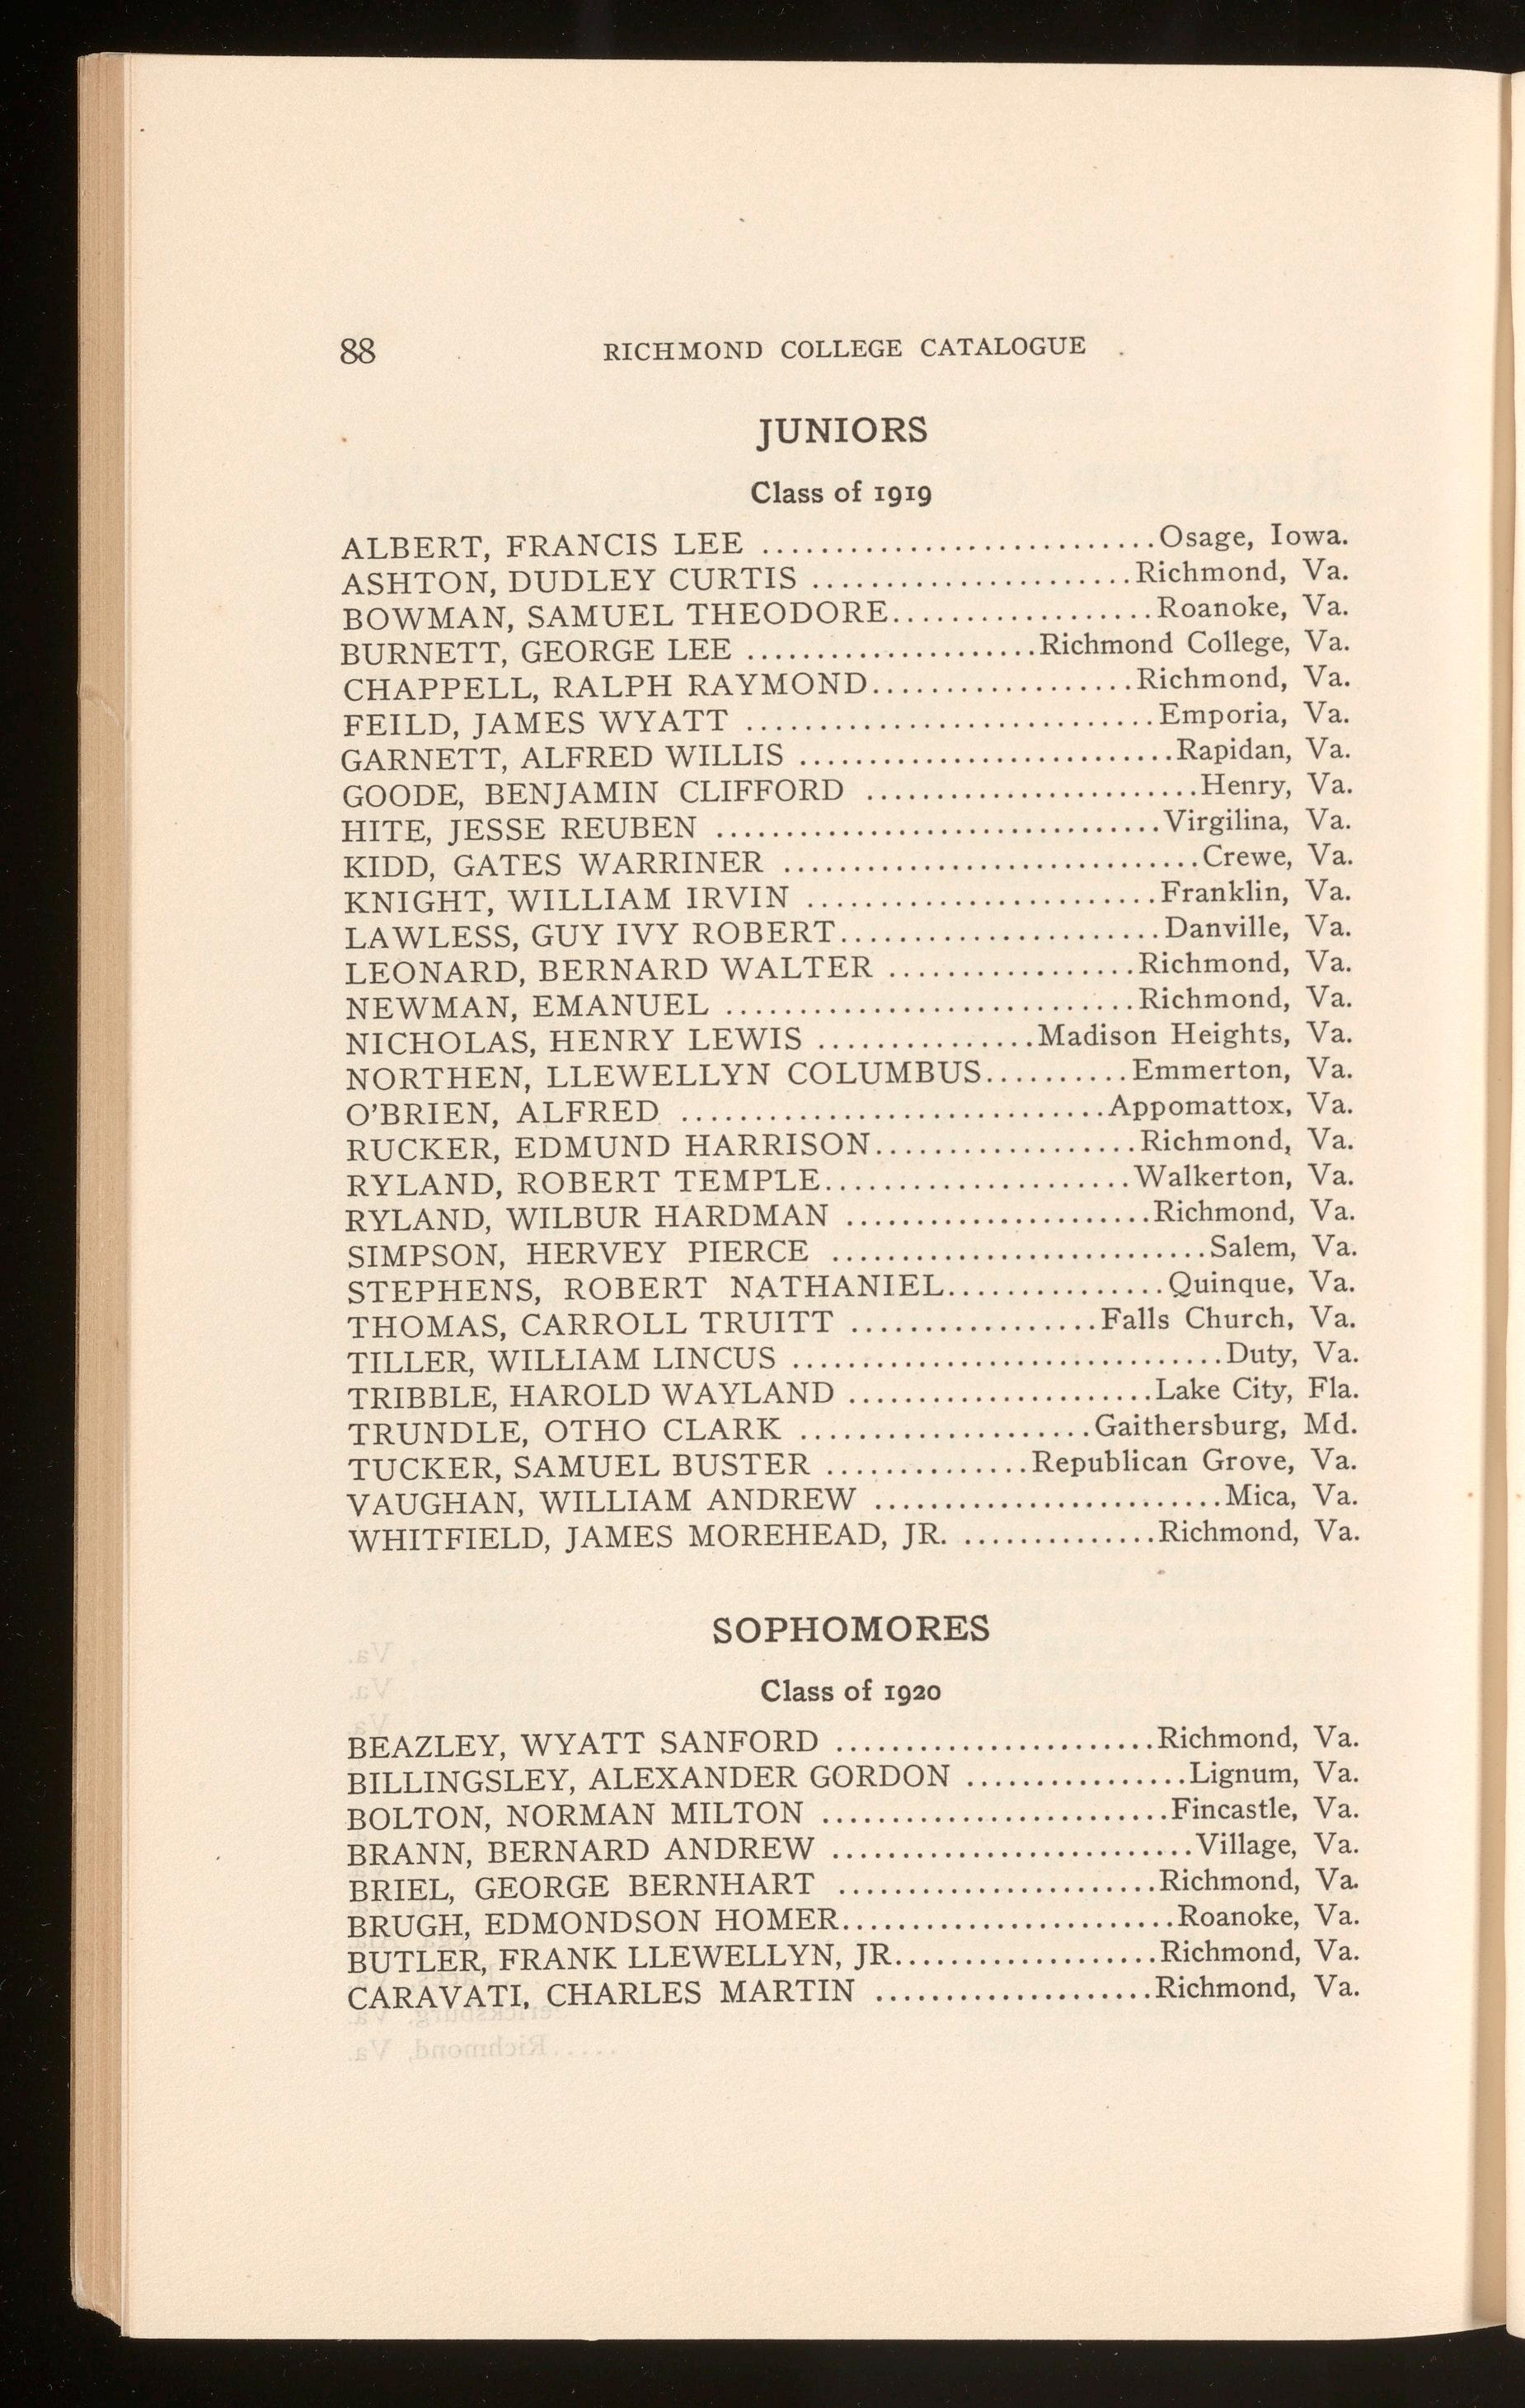 88 RICHMOND COLLEGE CATALOGUE
JUNIORS
Class of 1919
ALBERT, FRANCIS LEE ...........................Osage, Iowa.
ASHTON, DUDLEY CURTIS ......................Richmond, Va.
BOWMAN, SAMUEL THEODORE..................Roanoke, Va.
BURNETT, GEORGE LEE ....................Richmond College, Va.
CHAPPELL, RALPH RAYMOND..................Richmond, Va.
FEILD, JAMES WYATT ............................Emporia, Va.
GARNETT, ALFRED WILLIS ..........................Rapidan, Va.
GOODE, BENJAMIN CLIFFORD .......................Henry, Va.
HITE, JESSE REUBEN ...............................Virgilina, Va.
KIDD, GATES WARRINER .............................Crewe, Va.
KNIGHT, WILLIAM IRVIN ........................Franklin, Va.
LAWLESS, GUY IVY ROBERT......................Danville, Va.
LEONARD, BERNARD WALTER .................Richmond, Va.
NEWMAN, EMANUEL ............................Richmond, Va.
NICHOLAS, HENRY LEWIS ...............Madison Heights, Va.
NORTHEN, LLEWELLYN COLUMBUS..........Emmerton, Va.
O'BRIEN, ALFRED .............................Appomattox, Va.
RUCKER, EDMUND HARRISON..................Richmond, Va.
RYLAND, ROBERT TEMPLE.....................Walkerton, Va.
RYLAND, WILBUR HARDMAN .....................Richmond, Va.
SIMPSON, HERVEY PIERCE ..........................Salem, Va.
STEPHENS, ROBERT NATHANIEL...............Quinque, Va.
THOMAS, CARROLL TRUITT .................Falls Church, Va.
TILLER, WILLIAM LINCUS ..............................Duty, Va.
TRIBBLE, HAROLD WAYLAND .....................Lake City, Fla.
TRUNDLE, OTHO CLARK ....................Gaithersburg, Md.
TUCKER, SAMUEL BUSTER ..............Republican Grove, Va.
VAUGHAN, WILLIAM ANDREW ........................Mica, Va.
WHITFIELD, JAMES MOREHEAD, JR. ..............Richmond, Va.
SOPHOMORES
Class of 1920
BEAZLEY, WYATT SANFORD ......................Richmond, Va.
BILLINGSLEY, ALEXANDER GORDON ...............Lignum, Va.
BOLTON, NORMAN MILTON ........................Fincastle, Va.
BRANN, BERNARD ANDREW .........................Village, Va.
BRIEL, GEORGE BERNHART ......................Richmond, Va.
BRUGH, EDMONDSON HOMER.......................Roanoke, Va.
BUTLER, FRANK LLEWELLYN, JR..................Richmond, Va.
CARAVATI, CHARLES MARTIN ...................Richmond, Va.